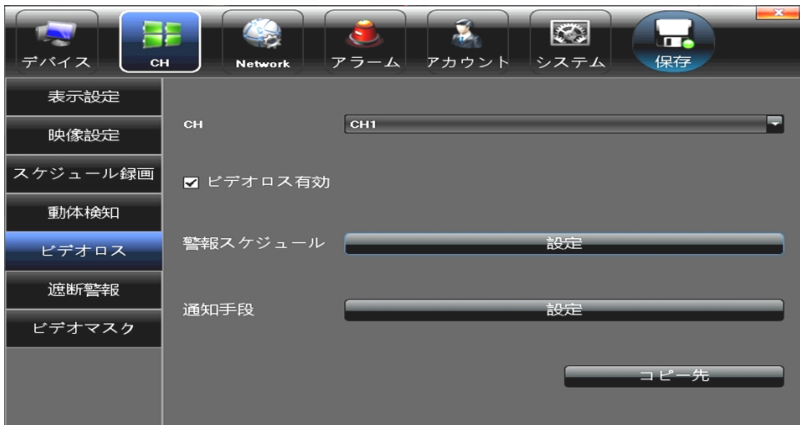 デバイス
CH
Network
アラーム
アカウント
システム
保存
表示設定
映像設定
スケジュール録画
動体検知
ビデオロス
遮断警報
ビデオマスク
CH
CH1
ビデオロス有効
警報スケジュール
設定
通知手段
設定
コピー先